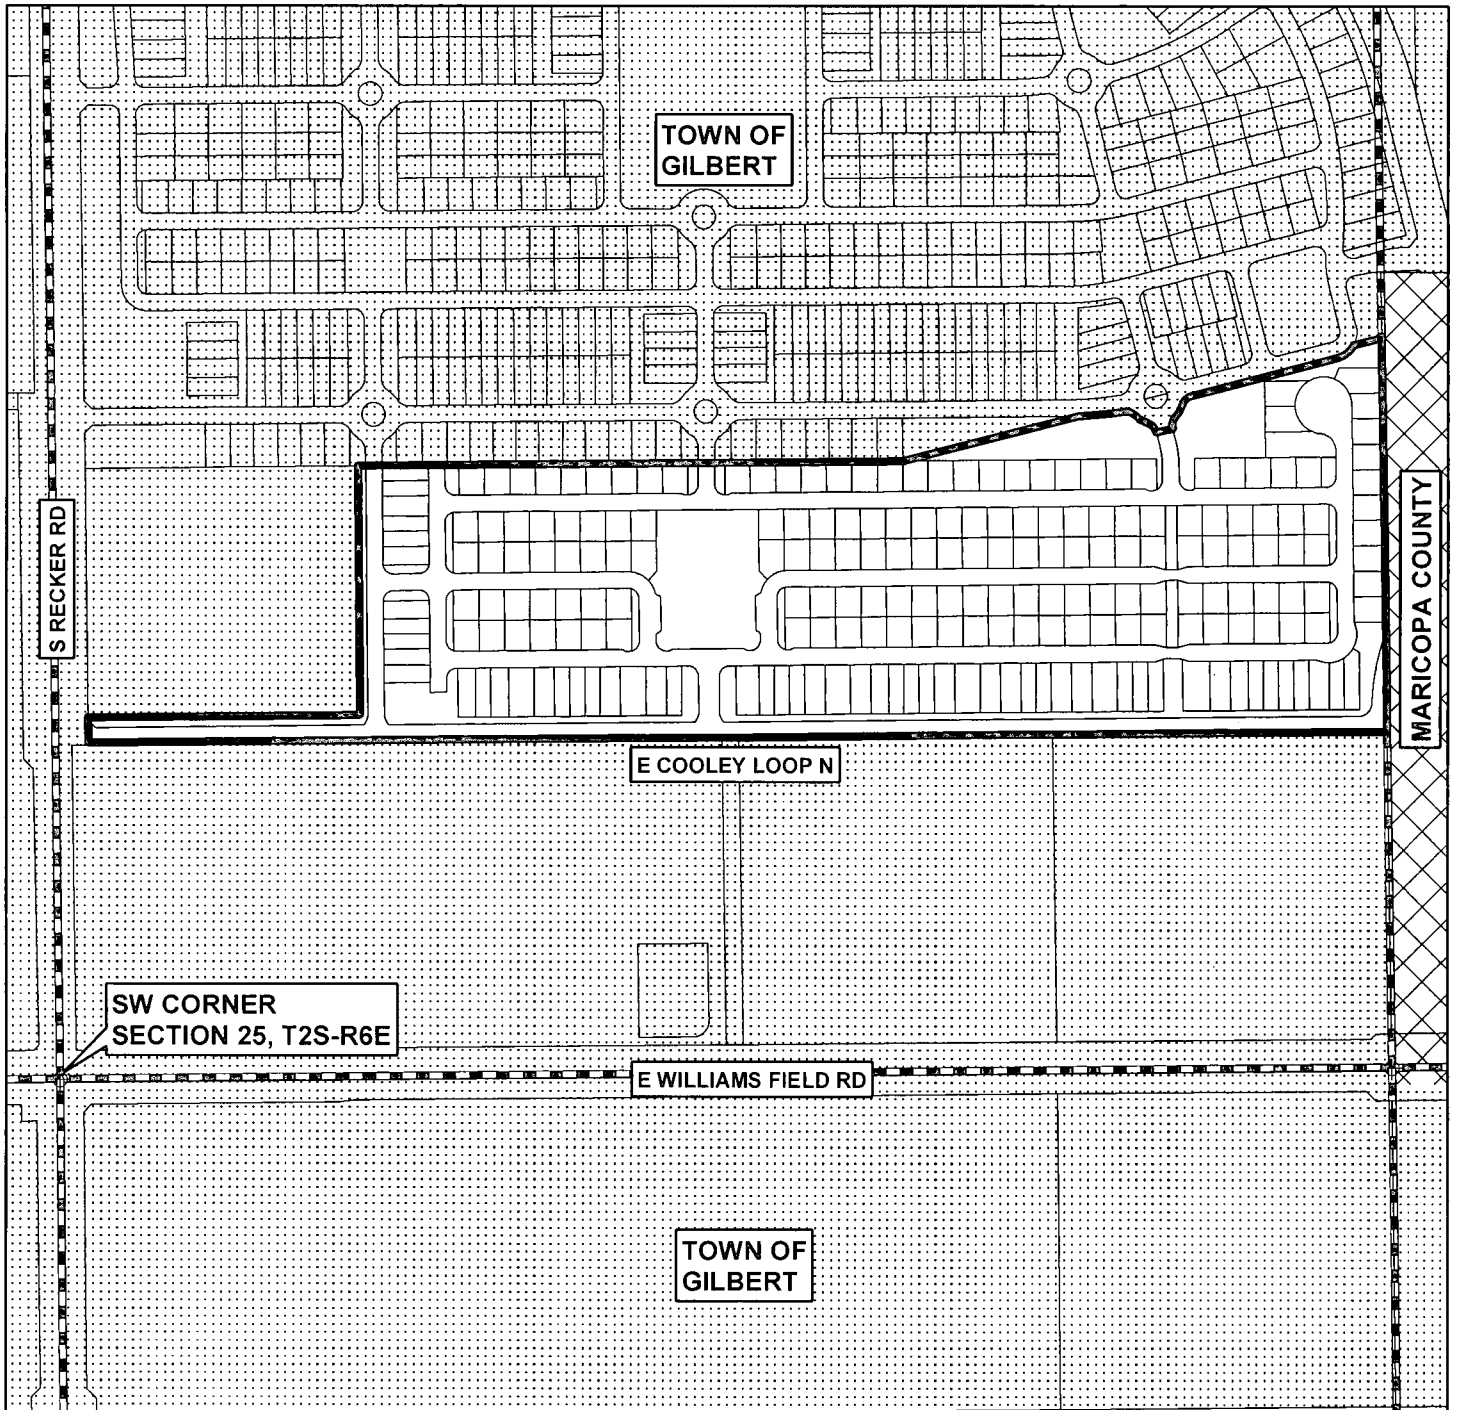 TOWN OF
GILBERT
S RECKER RD
MARICOPA COUNTY
E COOLEY LOOP N
SW CORNER
SECTION 25, T2S-R6E
E WILLIAMS FIELD RD
TOWN OF
GILBERT